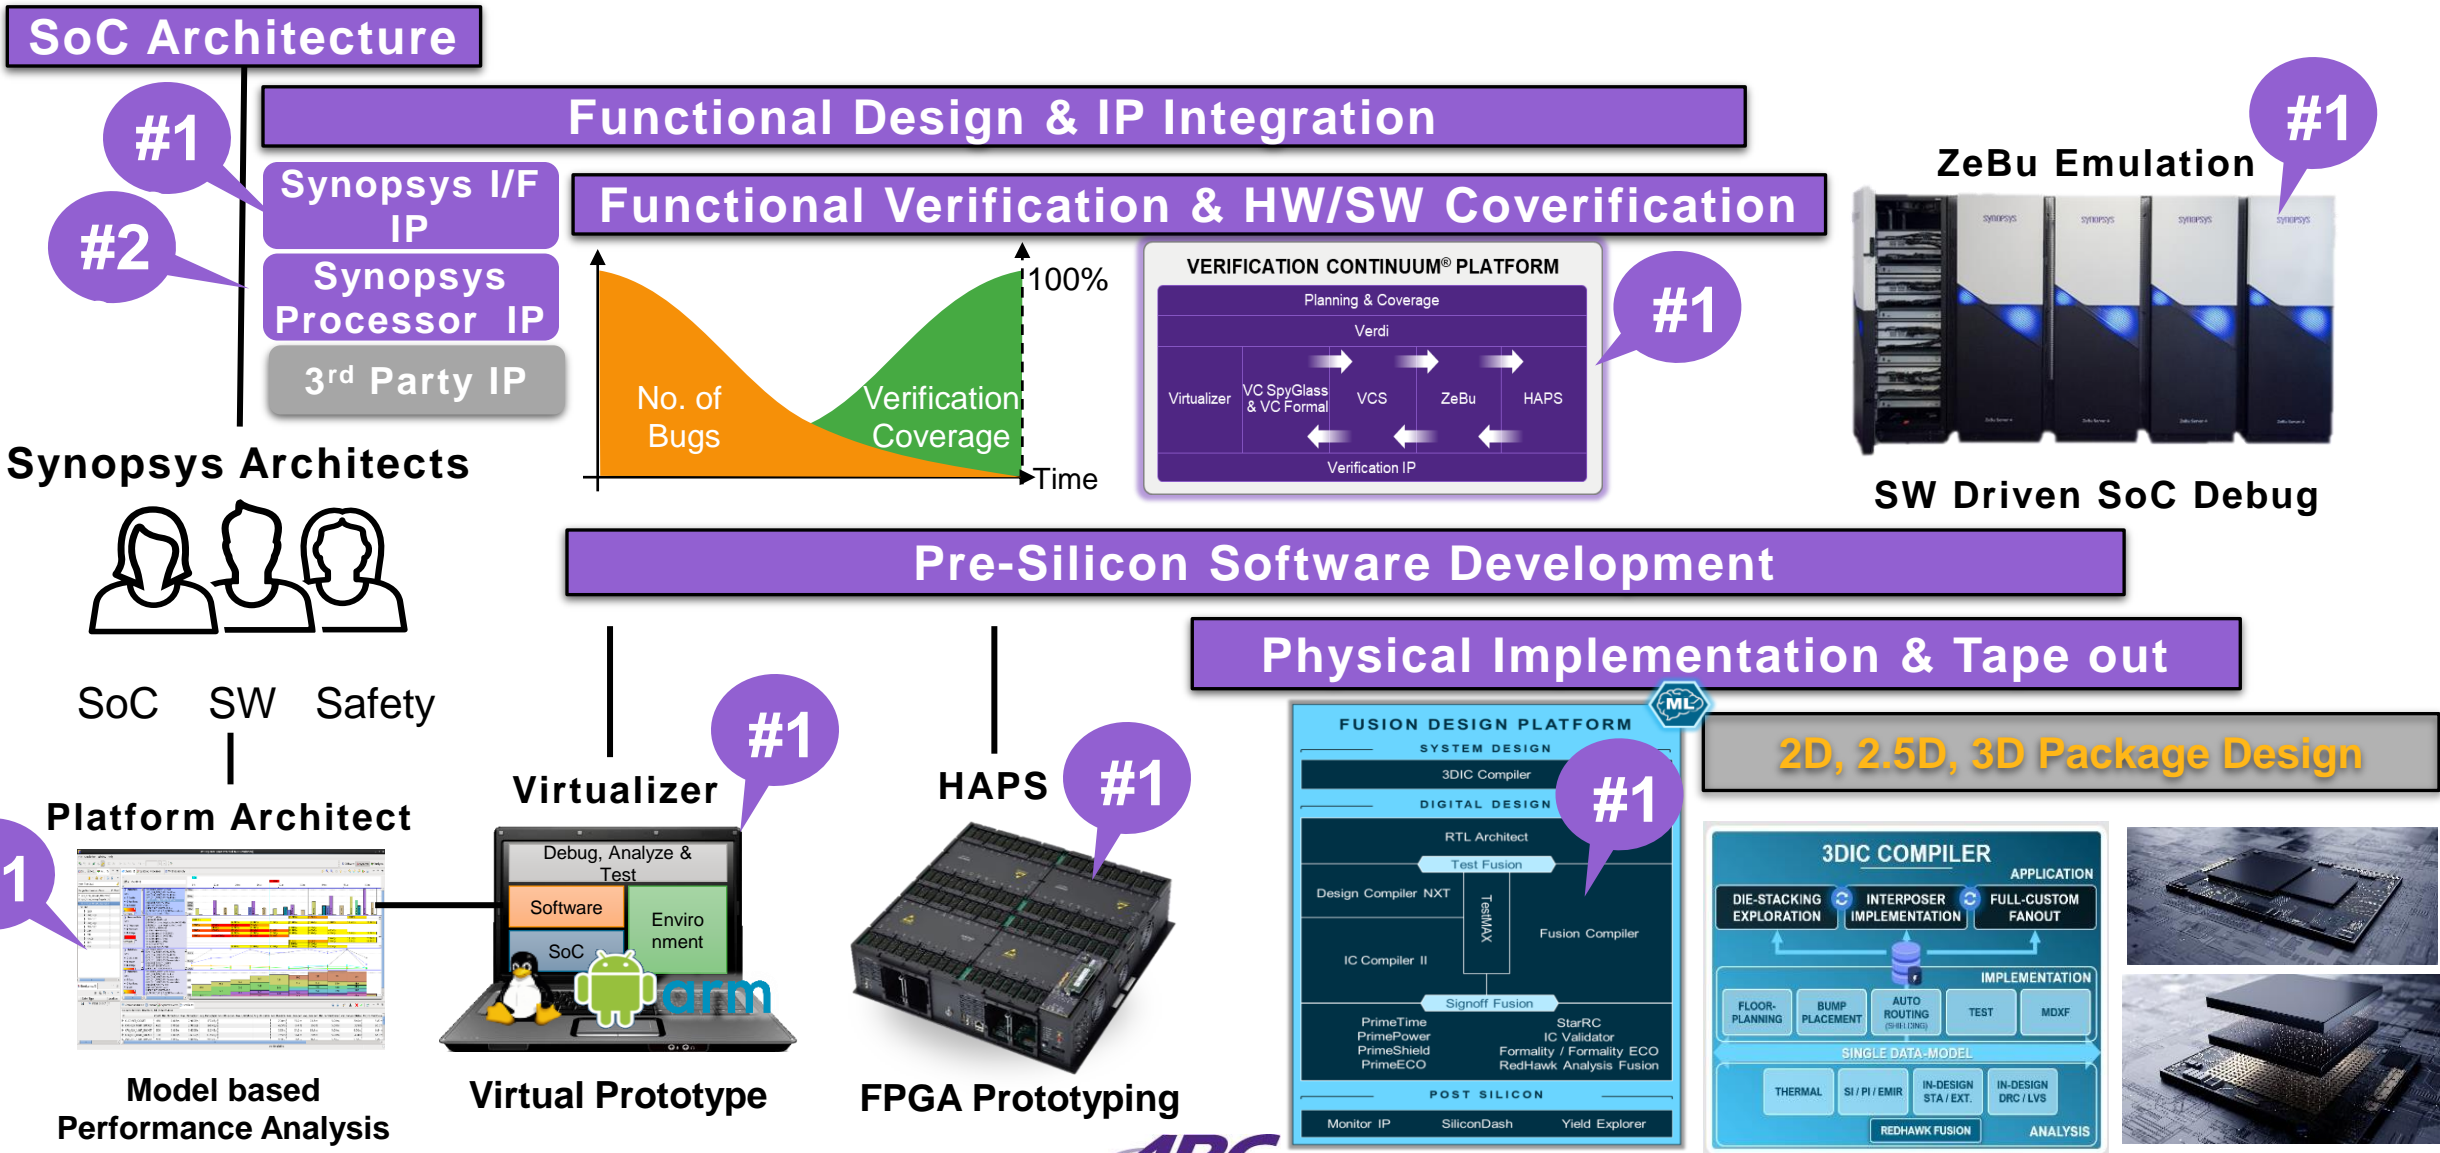 SoC Architecture
Functional Design & IP Integration
#1
#1
ZeBu Emulation
Synopsys I/F
IP
Functional Verification & HW/SW Coverification
#2
Synopsys
Processor IP
3rd Party IP
100%
No. of
Bugs
Verification
Coverage
Time
VERIFICATION CONTINUUM® PLATFORM
Planning & Coverage
Verdi
Virtualizer
VC SpyGlass
& VC Formal
VCS
ZeBu
HAPS
Verification IP
#1
SYNOPSYS
SYNOPSYS
SYNOPSYS
SYNOPSYS
SW Driven SoC Debug
Synopsys Architects
SoC SW Safety
Pre-Silicon Software Development
Physical Implementation & Tape out
Platform Architect
1
Model based
Performance Analysis
Virtualizer
#1
Debug, Analyze &
Test
Software
SoC
Enviro
nment
arm
Virtual Prototype
HAPS
#1
FPGA Prototyping
ARC
ML
FUSION DESIGN PLATFORM
SYSTEM DESIGN
3DIC Compiler
#1
DIGITAL DESIGN
RTL Architect
Test Fusion
Design Compiler NXT
TestMAX
Fusion Compiler
IC Compiler II
Signoff Fusion
PrimeTime
PrimePower
PrimeShield
PrimeECO
StarRC
IC Validator
Formality / Formality ECO
RedHawk Analysis Fusion
POST SILICON
Monitor IP
SiliconDash
Yield Explorer
2D, 2.5D, 3D Package Design
3DIC COMPILER
APPLICATION
DIE-STACKING
EXPLORATION
INTERPOSER
IMPLEMENTATION
FULL-CUSTOM
FANOUT
IMPLEMENTATION
FLOOR-
PLANNING
BUMP
PLACEMENT
AUTO
ROUTING
(SHIELDING)
TEST
MDXF
SINGLE DATA-MODEL
THERMAL
SI / PI / EMIR
IN-DESIGN
STA / EXT.
IN-DESIGN
DRC / LVS
REDHAWK FUSION
ANALYSIS